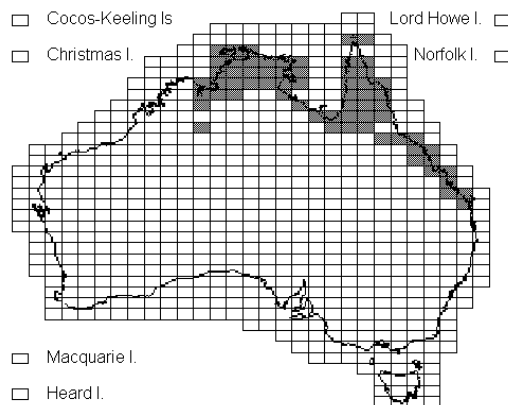 Cocos-Keeling Is
Lord Howe I.
Christmas I.
Norfolk I.
Macquarie I.
Heard I.